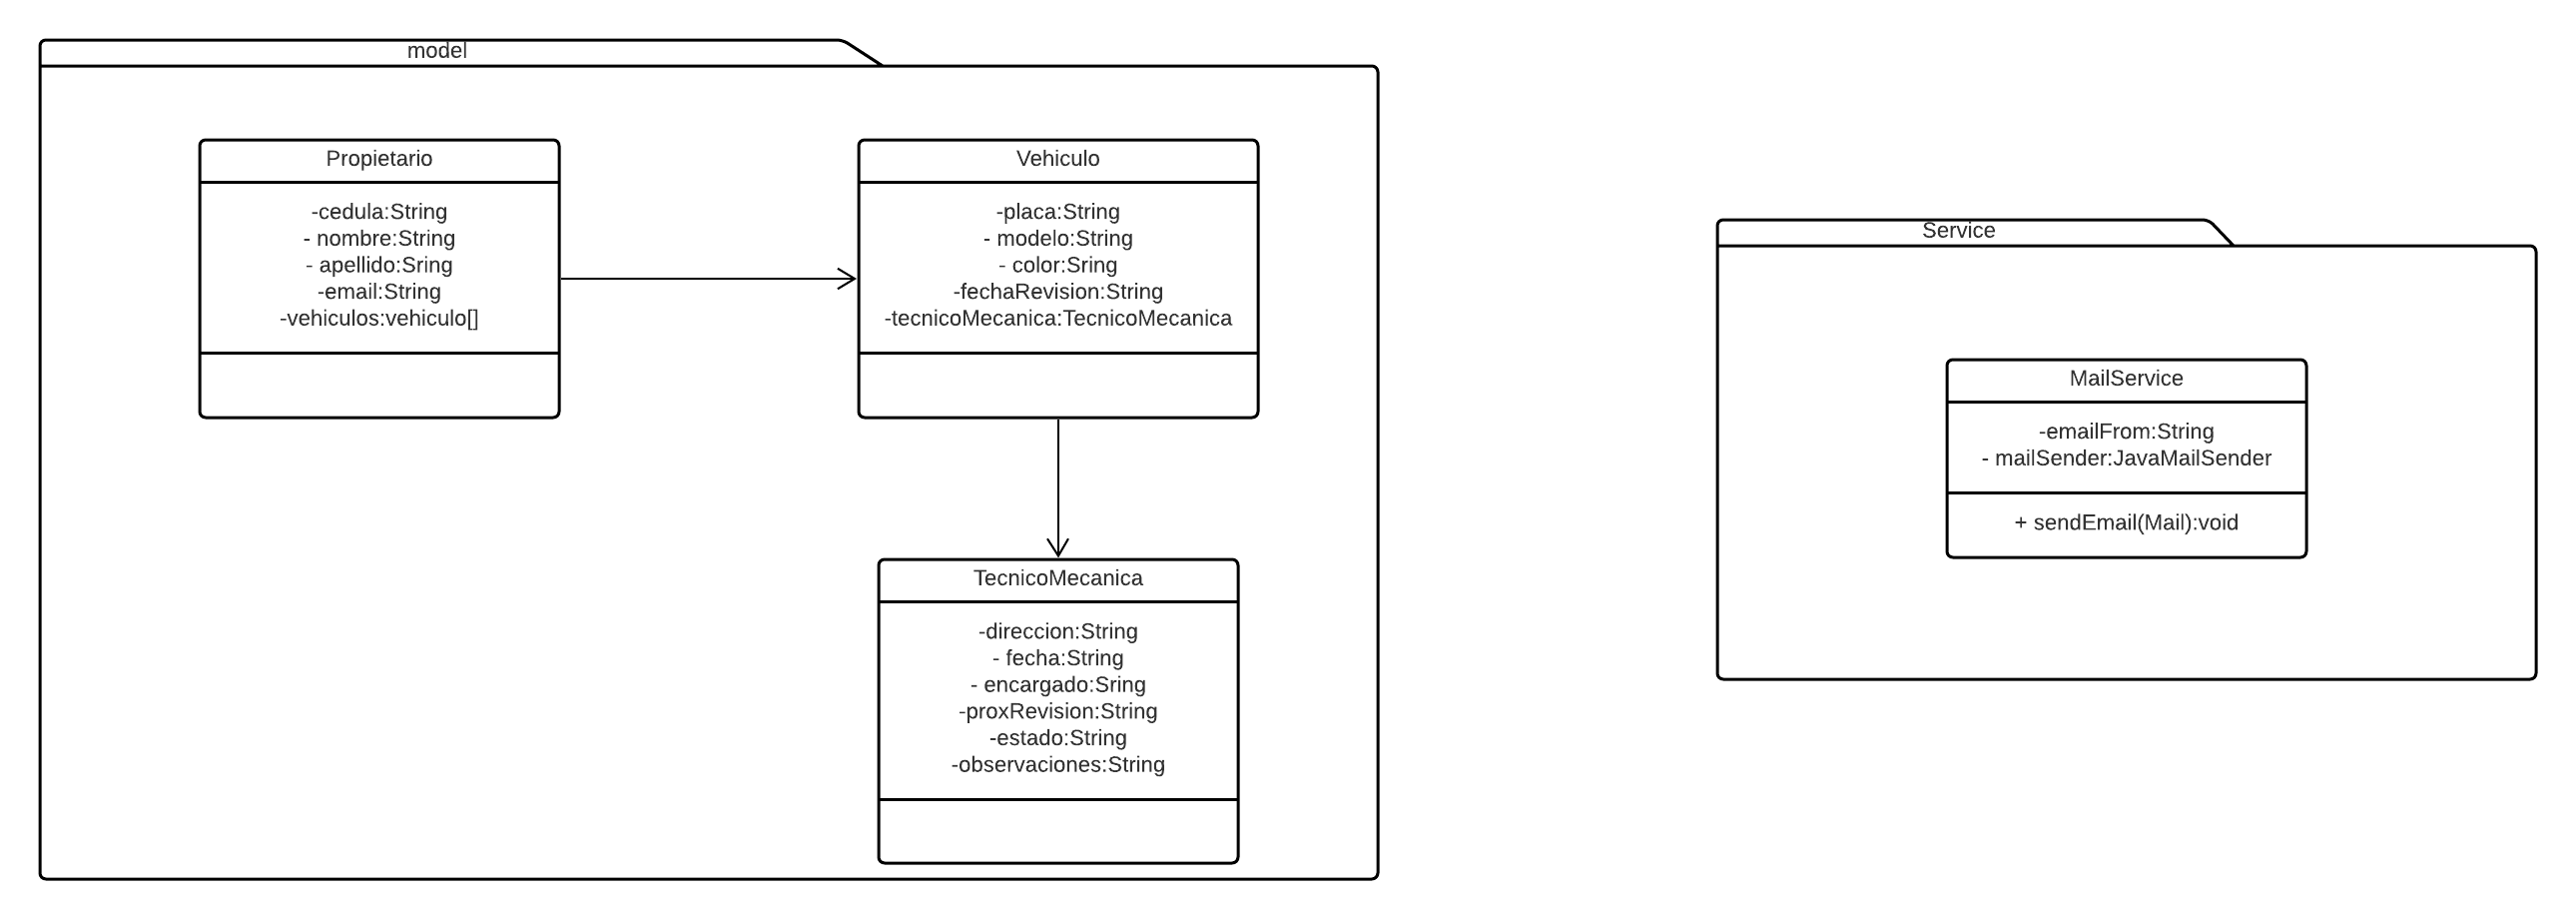 model
Propietario
-cedula:String
- nombre:String
- apellido:Sring
-email:String
-vehiculos:vehiculo[]
Vehiculo
-placa:String
- modelo:String
- color:Sring
-fechaRevision:String
-tecnicoMecanica:TecnicoMecanica
TecnicoMecanica
-direccion:String
- fecha:String
- encargado:Sring
-proxRevision:String
-estado:String
-observaciones:String
Service
MailService
-emailFrom:String
- mailSender:JavaMailSender
+ sendEmail(Mail):void